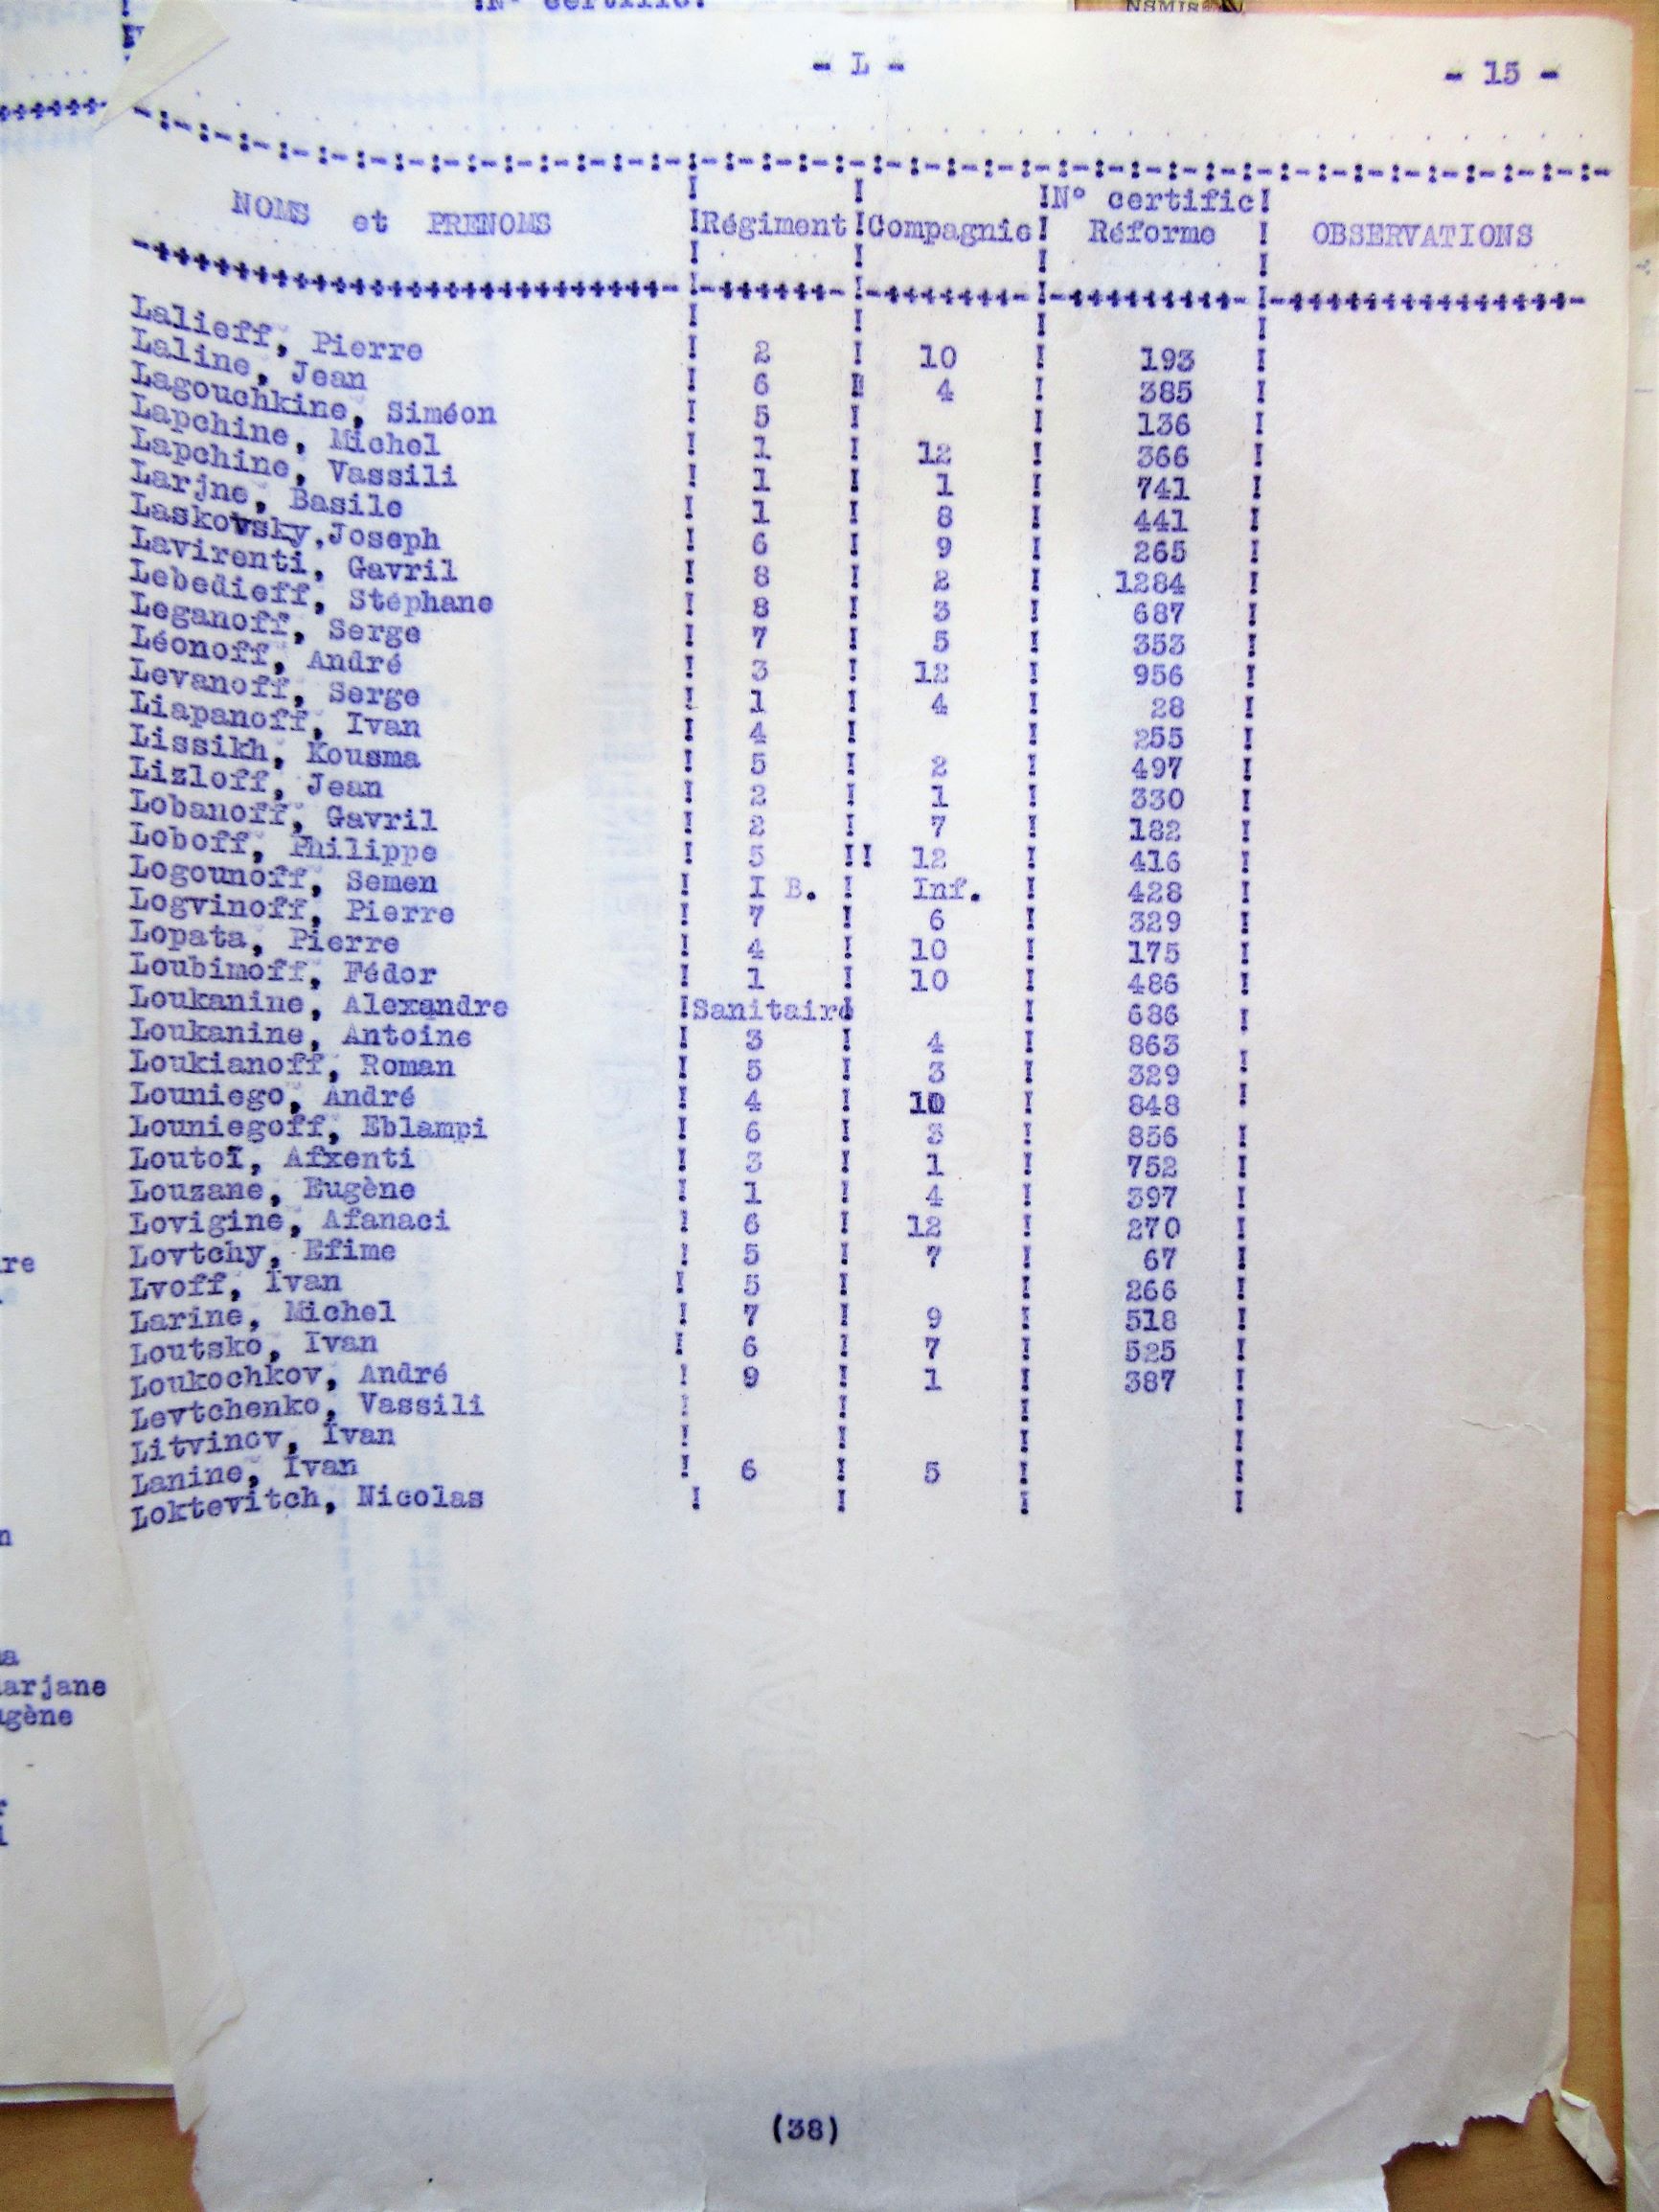 - L -
- 15 -
NOMS et PRENOMS !Régiment!Compagnie! N° certific! Réforme ! OBSERVATIONS
Lalieff, Pierre ! 2 ! 10 ! 193 !
Laline, Jean ! 6 ! 4 ! 385 !
Lagouchkine, Siméon ! 5 ! ! 136 !
Lapchine, Michel ! 1 ! 12 ! 366 !
Lapchine, Vassili ! 1 ! 1 ! 741 !
Larjne, Basile ! 1 ! 8 ! 441 !
Laskovsky,Joseph ! 6 ! 9 ! 265 !
Lavirenti, Gavril ! 8 ! 2 ! 1284 !
Lebedieff, Stéphane ! 8 ! 3 ! 687 !
Leganoff, Serge ! 7 ! 5 ! 353 !
Léonoff, André ! 3 ! 12 ! 956 !
Levanoff, Serge ! 1 ! 4 ! 28 !
Liapanoff, Ivan ! 4 ! ! 255 !
Lissikh, Kousma ! 5 ! 2 ! 497 !
Lizloff, Jean ! 2 ! 1 ! 330 !
Lobanoff, Gavril ! 2 ! 7 ! 182 !
Loboff, Philippe ! 5 !! 12 ! 416 !
Logounoff, Semen ! I B. ! Inf. ! 428 !
Logvinoff, Pierre ! 7 ! 6 ! 329 !
Lopata, Pierre ! 4 ! 10 ! 175 !
Loubimoff, Fédor ! 1 ! 10 ! 486 !
Loukanine, Alexandre !Sanitaire! ! 686 !
Loukanine, Antoine ! 3 ! 4 ! 863 !
Loukianoff, Roman ! 5 ! 3 ! 329 !
Louniego, André ! 4 ! 10 ! 848 !
Louniegoff, Eblampi ! 6 ! 3 ! 856 !
Loutoï, Afxenti ! 3 ! 1 ! 752 !
Louzane, Eugène ! 1 ! 4 ! 397 !
Lovigine, Afanaci ! 6 ! 12 ! 270 !
Lovtchy, Efime ! 5 ! 7 ! 67 !
Lvoff, Ivan ! 5 ! ! 266 !
Larine, Michel ! 7 ! 9 ! 518 !
Loutsko, Ivan ! 6 ! 7 ! 525 !
Loukochkov, André ! 9 ! 1 ! 387 !
Levtchenko, Vassili ! ! ! !
Litvinov, Ivan ! ! ! !
Lanine, Ivan ! 6 ! 5 ! !
Loktevitch, Nicolas ! ! ! !
(38)